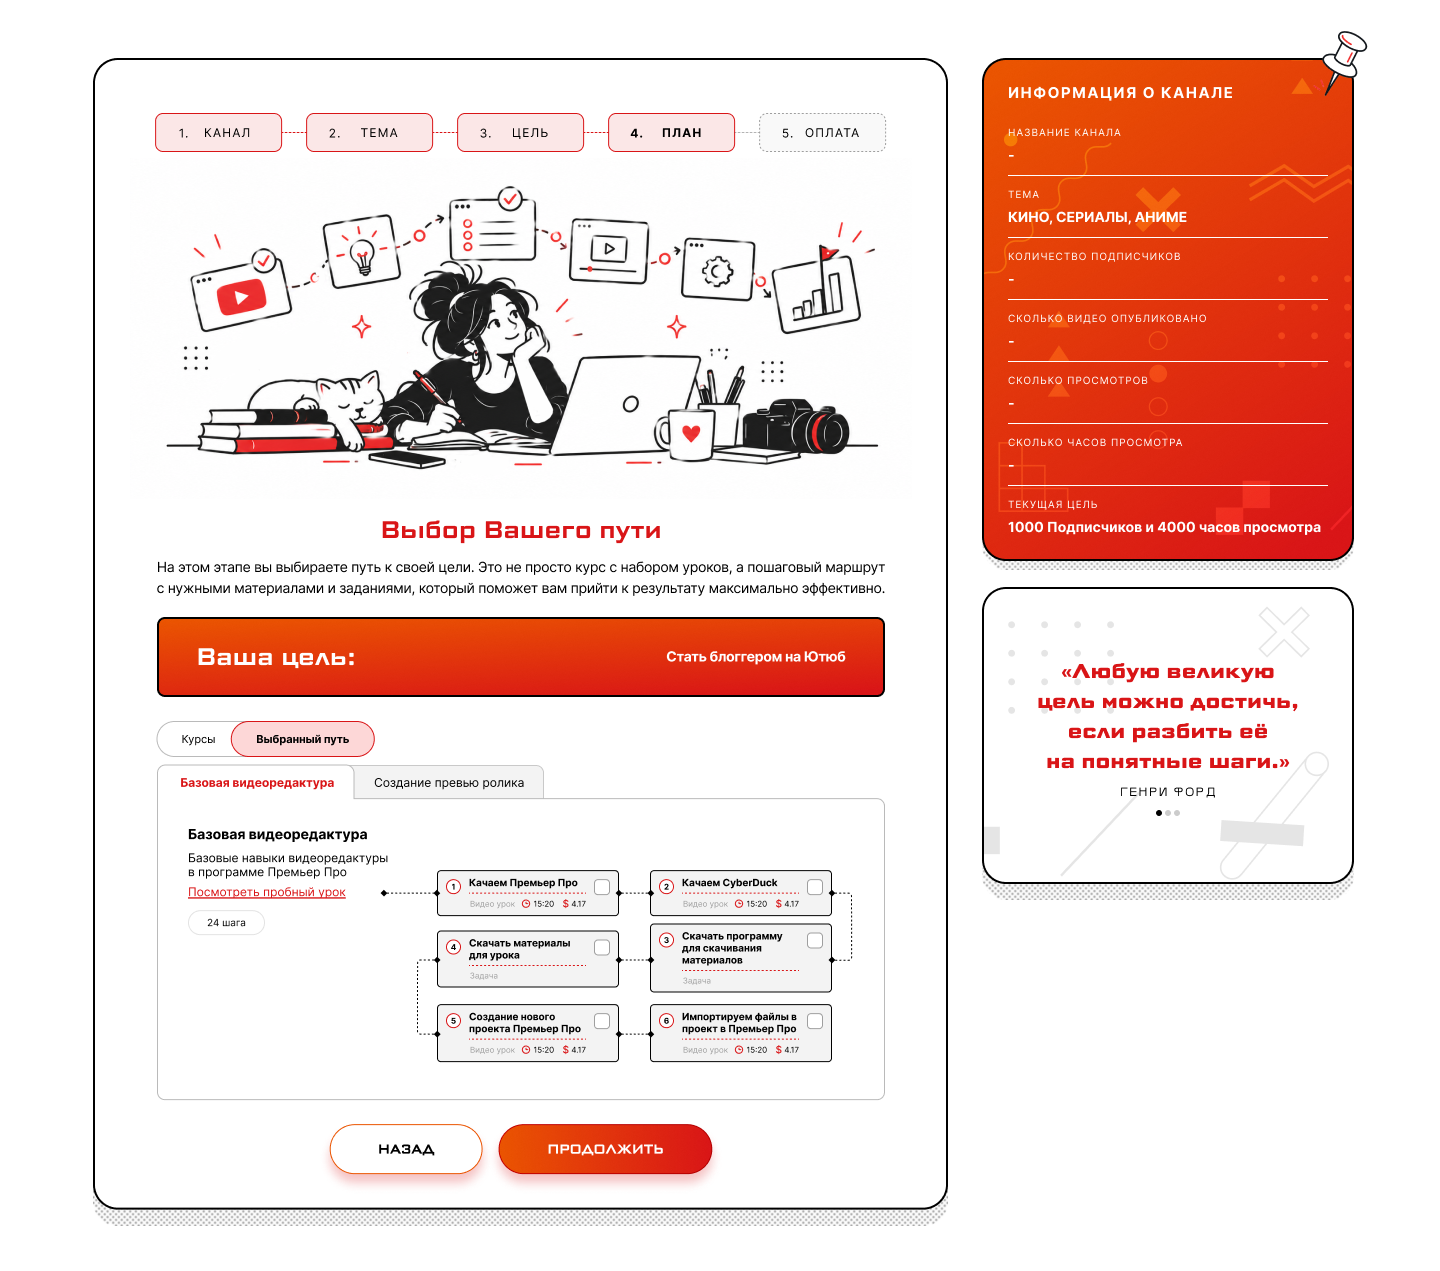 1. КАНАЛ
2. ТЕМА
3. ЦЕЛЬ
4. ПЛАН
5. ОПЛАТА
Выбор Вашего пути
На этом этапе вы выбираете путь к своей цели. Это не просто курс с набором уроков, а пошаговый маршрут
с нужными материалами и заданиями, который поможет вам прийти к результату максимально эффективно.
Ваша цель:
Стать блоггером на Ютюб
Курсы
Выбранный путь
Базовая видеоредактура
Создание превью ролика
Базовая видеоредактура
Базовые навыки видеоредактуры
в программе Премьер Про
Посмотреть пробный урок
24 шага
1 Качаем Премьер Про
Видео урок 15:20 $ 4.17
2 Качаем CyberDuck
Видео урок 15:20 $ 4.17
4 Скачать материалы
для урока
Задача
3 Скачать программу
для скачивания
материалов
Задача
5 Создание нового
проекта Премьер Про
Видео урок 15:20 $ 4.17
6 Импортируем файлы в
проект в Премьер Про
Видео урок 15:20 $ 4.17
НАЗАД
ПРОДОЛЖИТЬ
ИНФОРМАЦИЯ О КАНАЛЕ
НАЗВАНИЕ КАНАЛА
-
ТЕМА
КИНО, СЕРИАЛЫ, АНИМЕ
КОЛИЧЕСТВО ПОДПИСЧИКОВ
-
СКОЛЬКО ВИДЕО ОПУБЛИКОВАНО
-
СКОЛЬКО ПРОСМОТРОВ
-
СКОЛЬКО ЧАСОВ ПРОСМОТРА
-
ТЕКУЩАЯ ЦЕЛЬ
1000 Подписчиков и 4000 часов просмотра
«Любую великую
цель можно достичь,
если разбить её
на понятные шаги.»
ГЕНРИ ФОРД